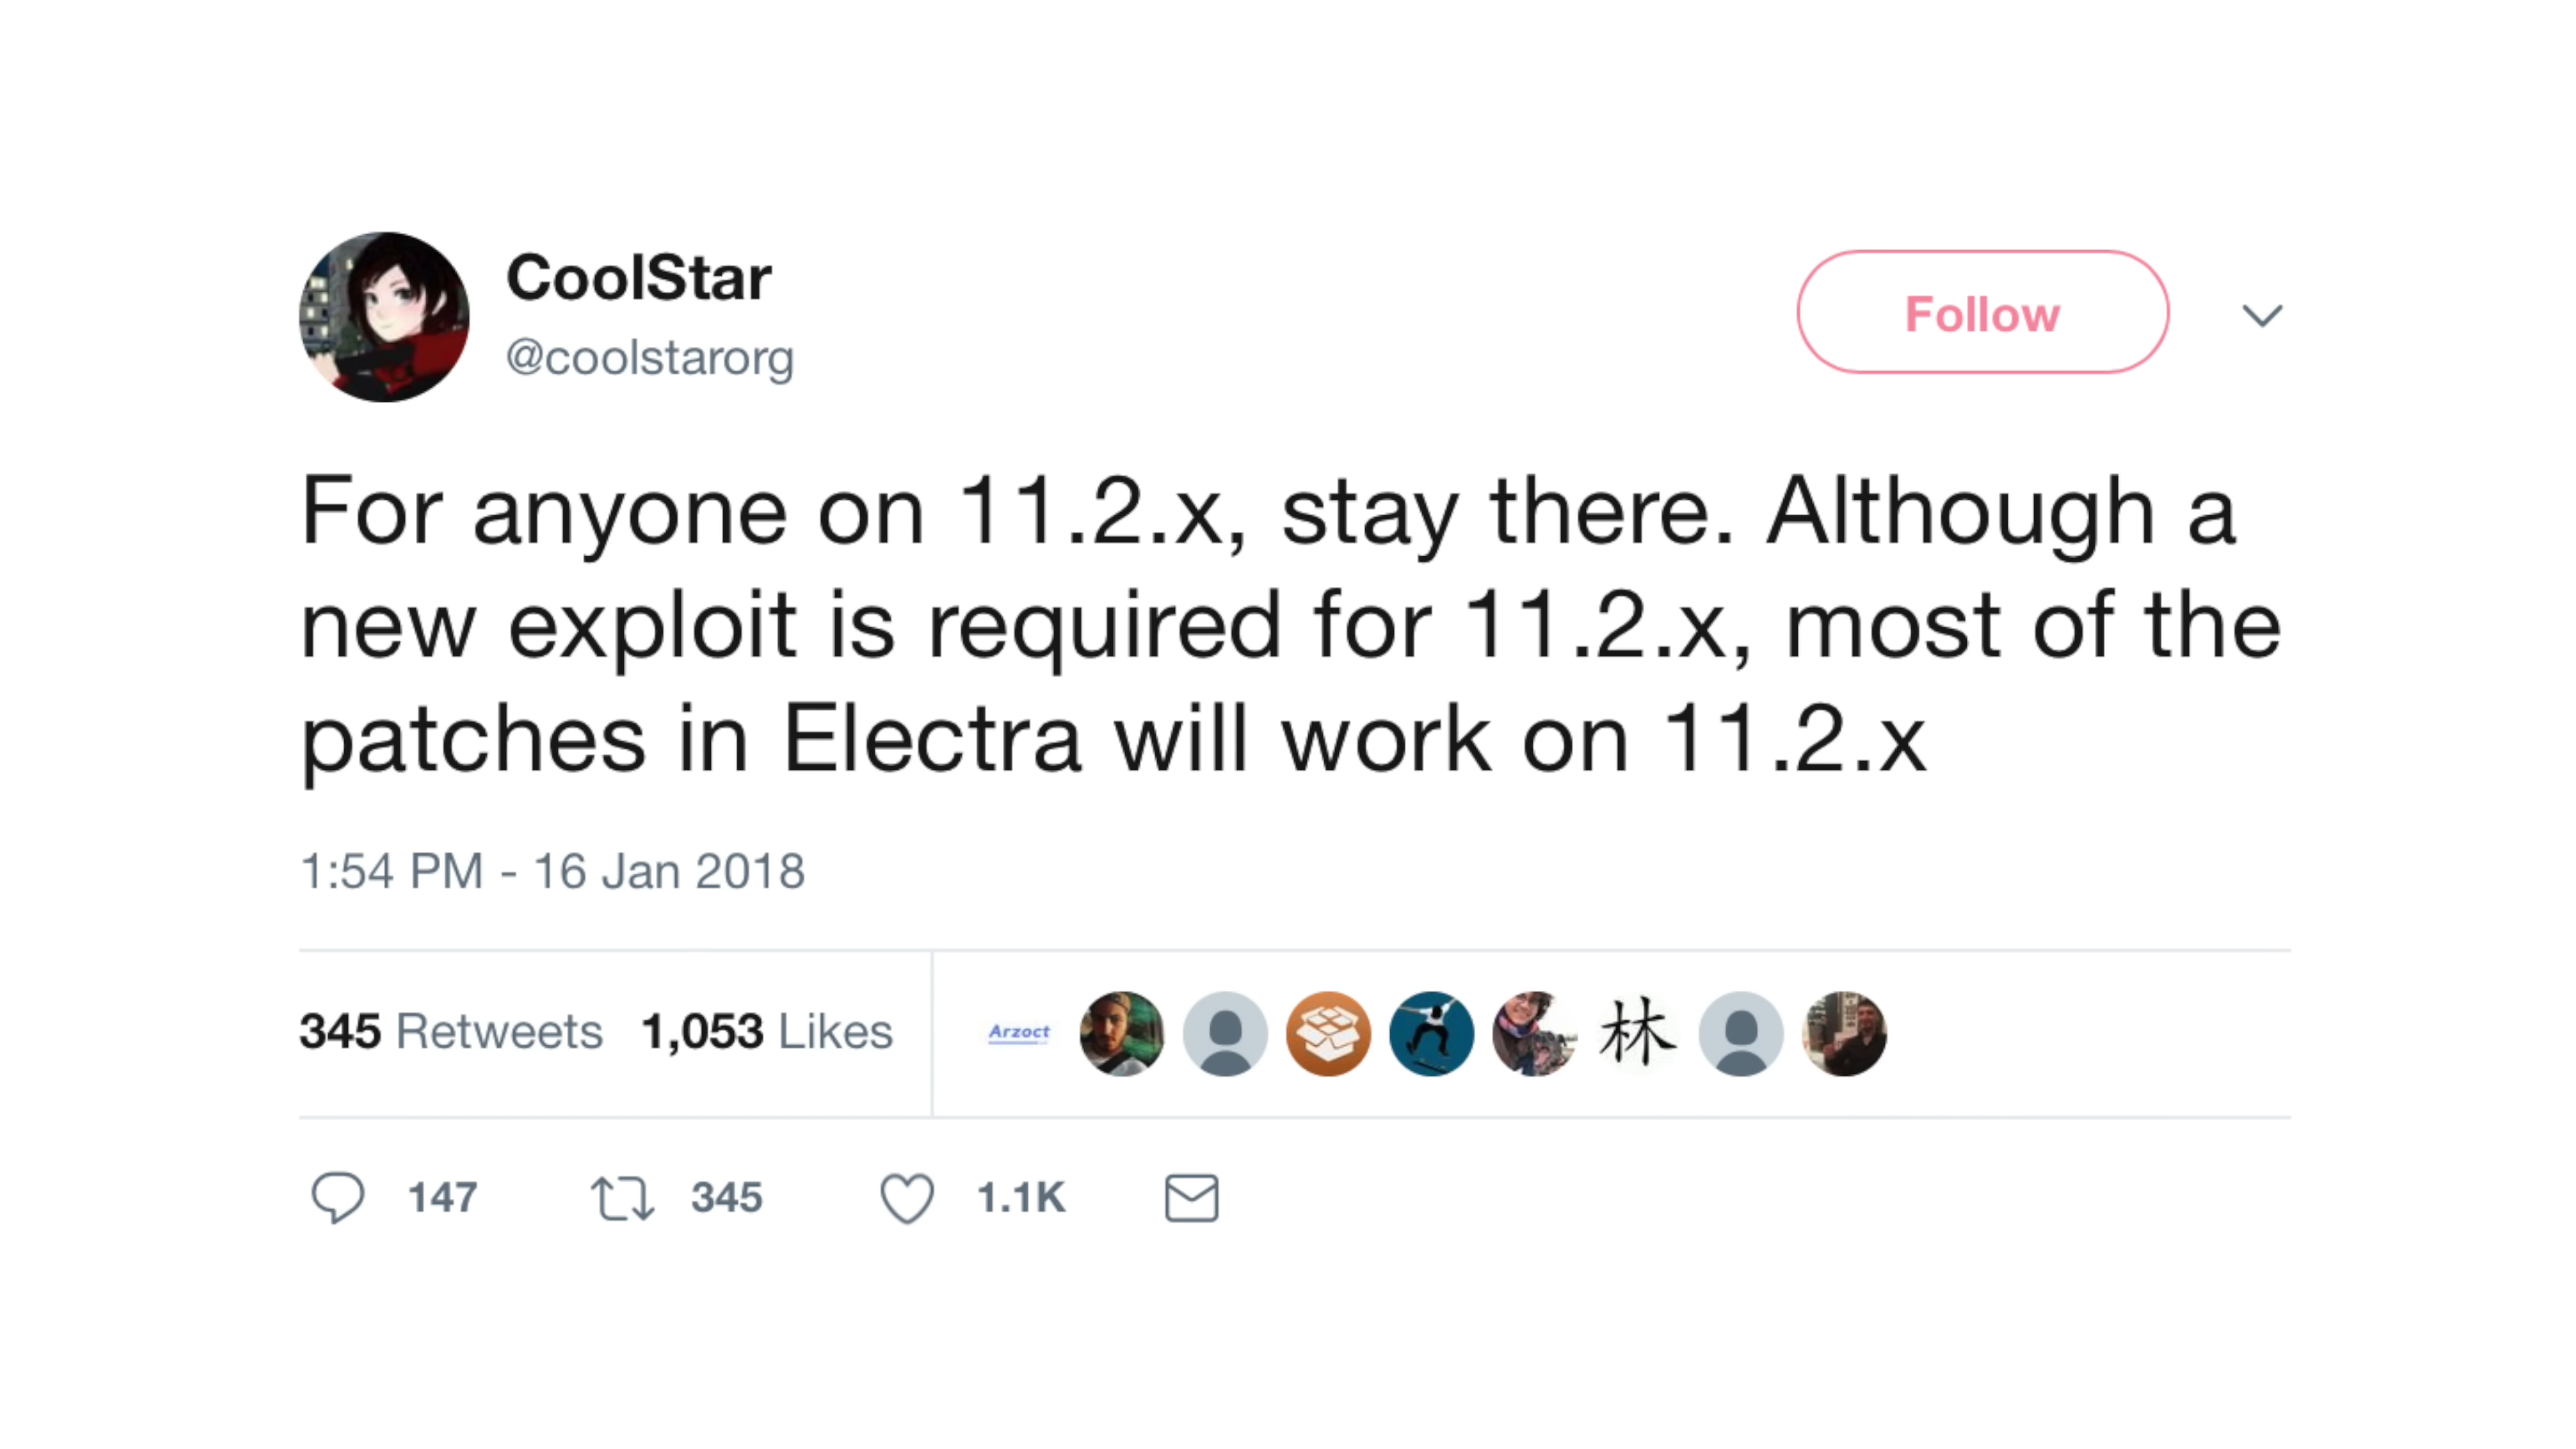 CoolStar
@coolstarorg
Follow
For anyone on 11.2.x, stay there. Although a
new exploit is required for 11.2.x, most of the
patches in Electra will work on 11.2.x
1:54 PM - 16 Jan 2018
345 Retweets 1,053 Likes
Arzoct
林
147 345 1.1K